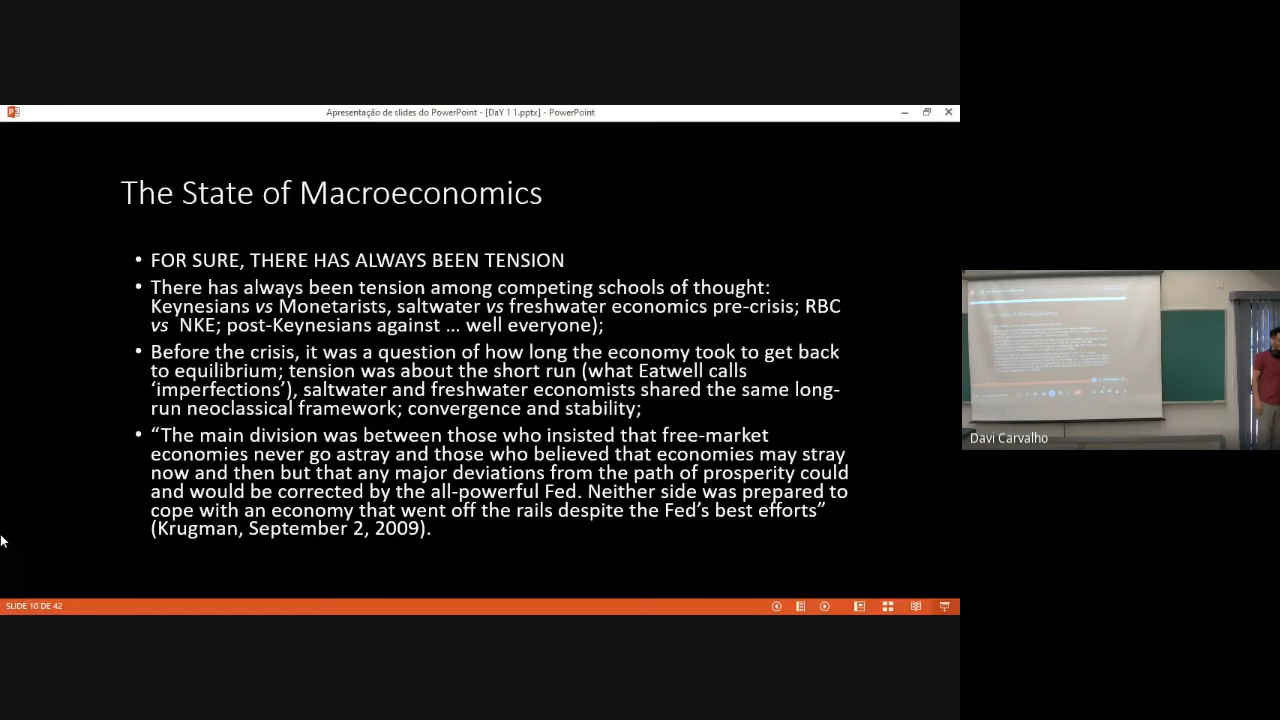 Apresentação de slides do PowerPoint - [DaY 1 1.pptx] - PowerPoint
The State of Macroeconomics
• FOR SURE, THERE HAS ALWAYS BEEN TENSION
• There has always been tension among competing schools of thought:
Keynesians vs Monetarists, saltwater vs freshwater economics pre-crisis; RBC
vs NKE; post-Keynesians against … well everyone);
• Before the crisis, it was a question of how long the economy took to get back
to equilibrium; tension was about the short run (what Eatwell calls
‘imperfections’), saltwater and freshwater economists shared the same long-
run neoclassical framework; convergence and stability;
• “The main division was between those who insisted that free-market
economies never go astray and those who believed that economies may stray
now and then but that any major deviations from the path of prosperity could
and would be corrected by the all-powerful Fed. Neither side was prepared to
cope with an economy that went off the rails despite the Fed’s best efforts”
(Krugman, September 2, 2009).
SLIDE 10 DE 42
Davi Carvalho